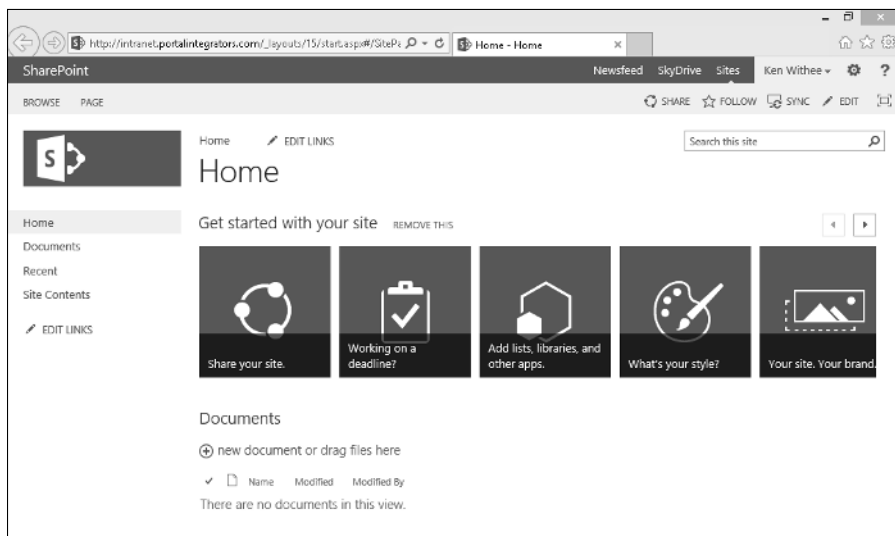 http://intranet.portalintegrators.com/_layouts/15/start.aspx#/SitePa
Home - Home
SharePoint
Newsfeed SkyDrive Sites Ken Withee ?
BROWSE PAGE
SHARE FOLLOW SYNC EDIT
S
Home EDIT LINKS
Search this site
Home
Home
Documents
Recent
Site Contents
EDIT LINKS
Get started with your site REMOVE THIS
Share your site.
Working on a
deadline?
Add lists, libraries, and
other apps.
What's your style?
Your site. Your brand.
Documents
new document or drag files here
Name Modified Modified By
There are no documents in this view.